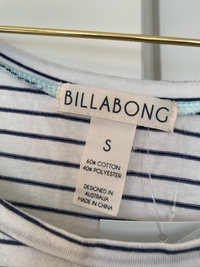 BILLABONG
S
60% COTTON
40% POLYESTER
DESIGNED IN
AUSTRALIA
MADE IN CHINA